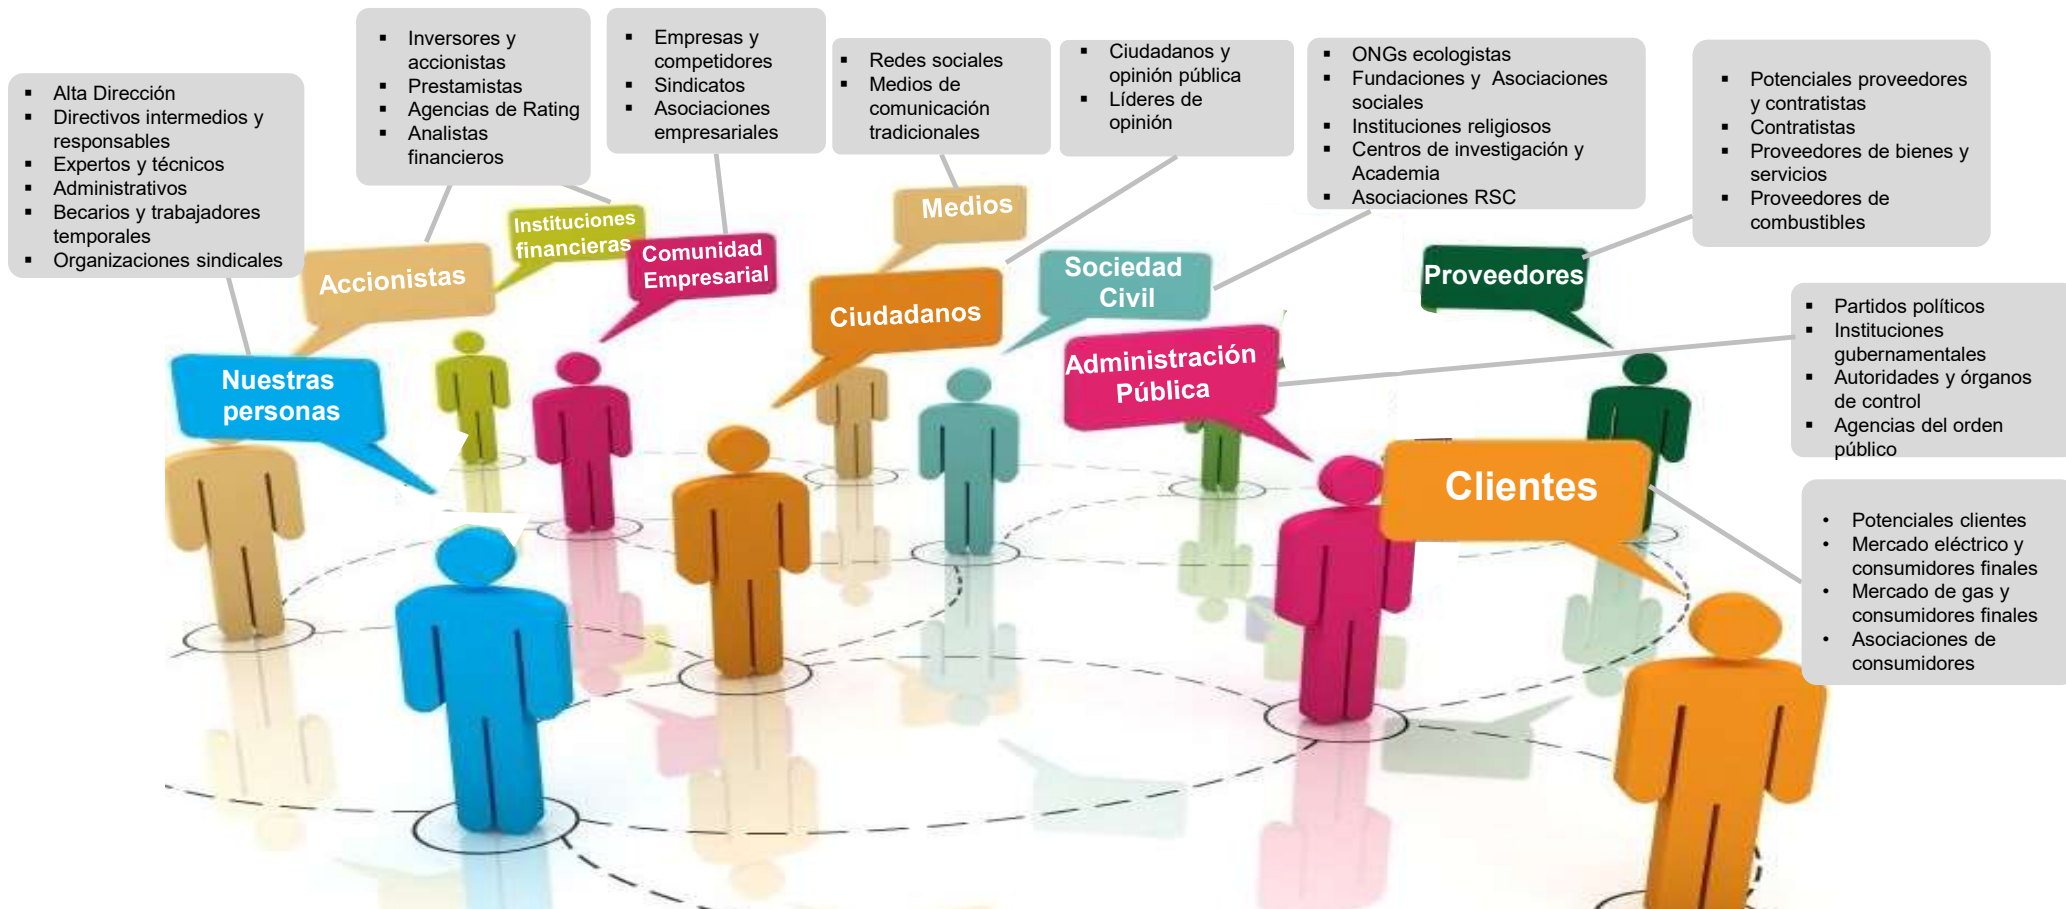 Alta Dirección
Directivos intermedios y
responsables
Expertos y técnicos
Administrativos
Becarios y trabajadores
temporales
Organizaciones sindicales
Inversores y
accionistas
Prestamistas
Agencias de Rating
Analistas
financieros
Empresas y
competidores
Sindicatos
Asociaciones
empresariales
Redes sociales
Medios de
comunicación
tradicionales
Ciudadanos y
opinión pública
Líderes de
opinión
ONGs ecologistas
Fundaciones y Asociaciones
sociales
Instituciones religiosos
Centros de investigación y
Academia
Asociaciones RSC
Potenciales proveedores
y contratistas
Contratistas
Proveedores de bienes y
servicios
Proveedores de
combustibles
Partidos políticos
Instituciones
gubernamentales
Autoridades y órganos
de control
Agencias del orden
público
Potenciales clientes
Mercado eléctrico y
consumidores finales
Mercado de gas y
consumidores finales
Asociaciones de
consumidores
Nuestras
personas
Accionistas
Instituciones
financieras
Comunidad
Empresarial
Medios
Ciudadanos
Sociedad
Civil
Administración
Pública
Proveedores
Clientes